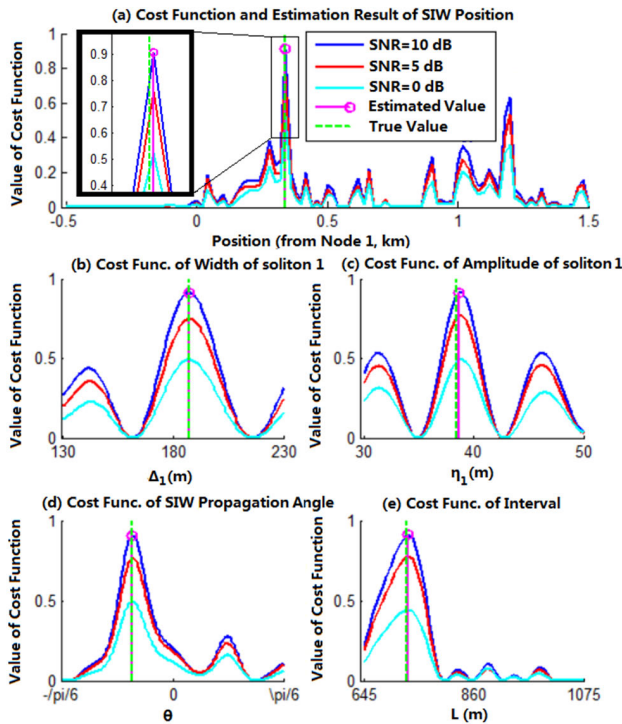 (a) Cost Function and Estimation Result of SIW Position
Value of Cost Function
1
0.8
0.6
0.4
0.2
0
0.9
0.8
0.7
0.6
0.5
0.4
SNR=10 dB
SNR=5 dB
SNR=0 dB
Estimated Value
True Value
-0.5 0 0.5 1 1.5
Position (from Node 1, km)
(b) Cost Func. of Width of soliton 1
Value of Cost Function
1
0.5
0
130 180 230
Δ1(m)
(c) Cost Func. of Amplitude of soliton 1
Value of Cost Function
1
0.5
0
30 40 50
η1(m)
(d) Cost Func. of SIW Propagation Angle
Value of Cost Function
1
0.5
0
-/pi/6 0 \pi/6
θ
(e) Cost Func. of Interval
Value of Cost Function
1
0.5
0
645 860 1075
L (m)